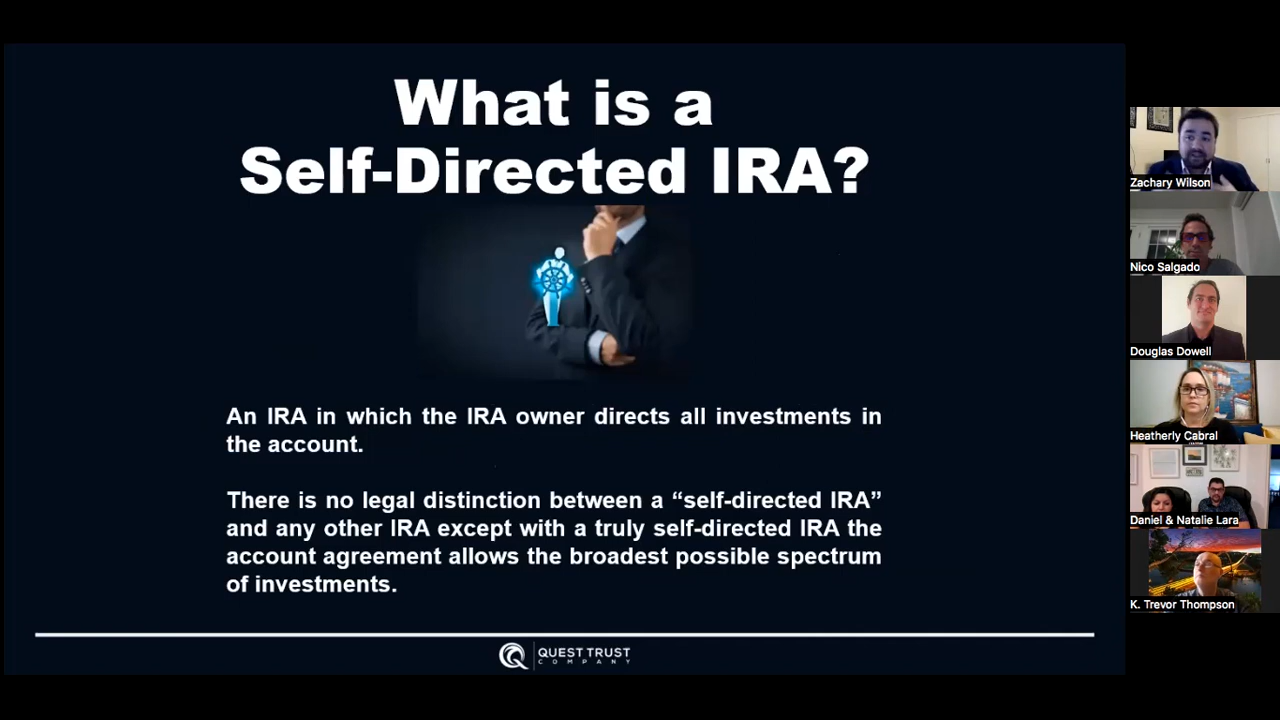 What is a
Self-Directed IRA?
An IRA in which the IRA owner directs all investments in
the account.
There is no legal distinction between a “self-directed IRA”
and any other IRA except with a truly self-directed IRA the
account agreement allows the broadest possible spectrum
of investments.
QUEST TRUST
COMPANY
Zachary Wilson
Nico Salgado
Douglas Dowell
Heatherly Cabral
Daniel & Natalie Lara
K. Trevor Thompson